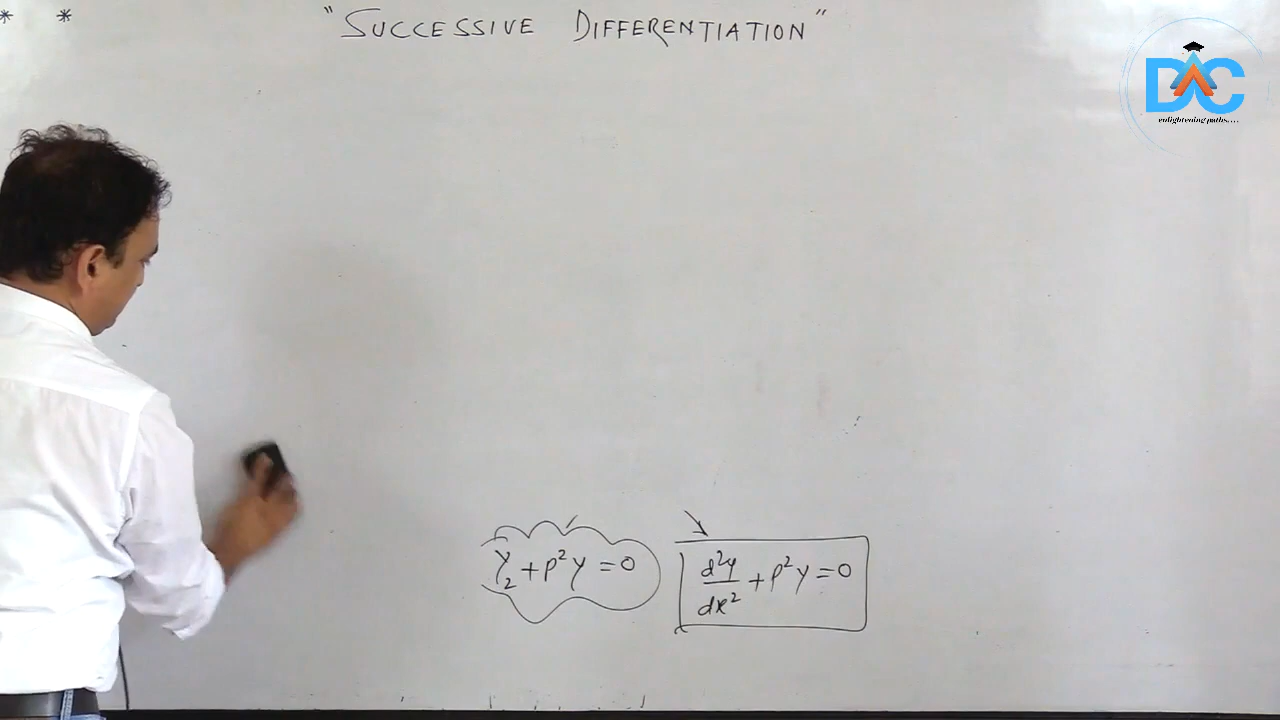 * * "SUCCESSIVE DIFFERENTIATION"
DAC
enlightening paths....
y₂ + p²y = 0
d²y/dx² + p²y = 0